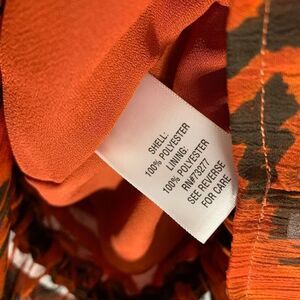 SHELL:
100% POLYESTER
LINING:
100% POLYESTER
RN#73277
SEE REVERSE
FOR CARE